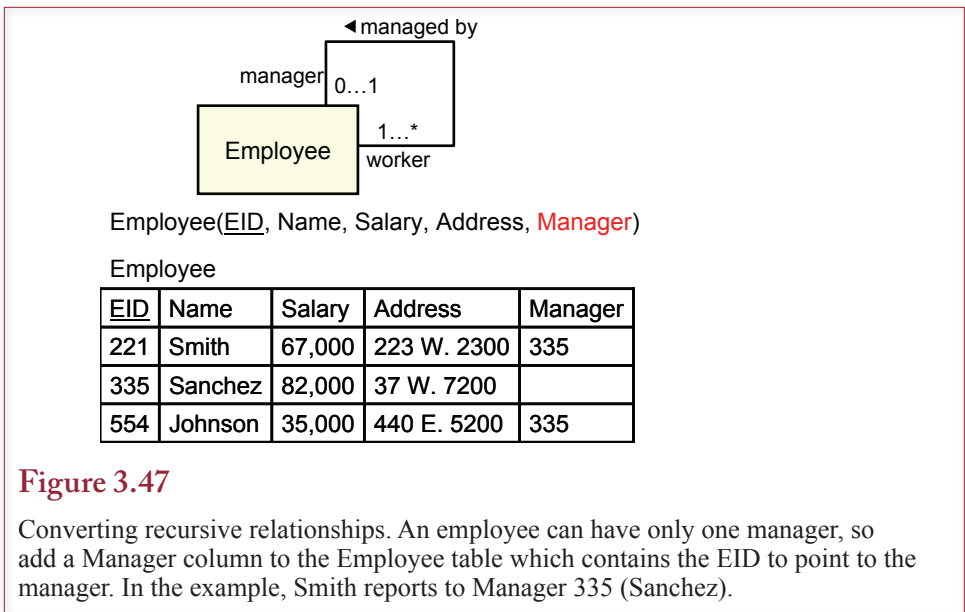 ◄managed by
manager
0…1
Employee
1…*
worker
Employee(EID, Name, Salary, Address, Manager)
Employee
EID Name Salary Address Manager
221 Smith 67,000 223 W. 2300 335
335 Sanchez 82,000 37 W. 7200
554 Johnson 35,000 440 E. 5200 335
Figure 3.47
Converting recursive relationships. An employee can have only one manager, so
add a Manager column to the Employee table which contains the EID to point to the
manager. In the example, Smith reports to Manager 335 (Sanchez).